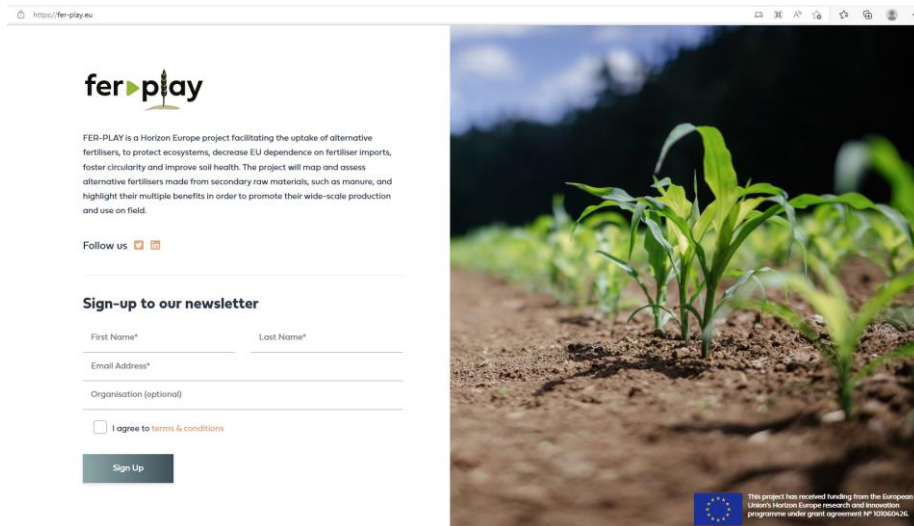 https://fer-play.eu
fer play
FER-PLAY is a Horizon Europe project facilitating the uptake of alternative
fertilisers, to protect ecosystems, decrease EU dependence on fertiliser imports,
foster circularity and improve soil health. The project will map and assess
alternative fertilisers made from secondary raw materials, such as manure, and
highlight their multiple benefits in order to promote their wide-scale production
and use on field.
Follow us
Sign-up to our newsletter
First Name* Last Name*
Email Address*
Organisation (optional)
I agree to terms & conditions
Sign Up
This project has received funding from the European
Union's Horizon Europe research and innovation
programme under grant agreement Nº 101060426.